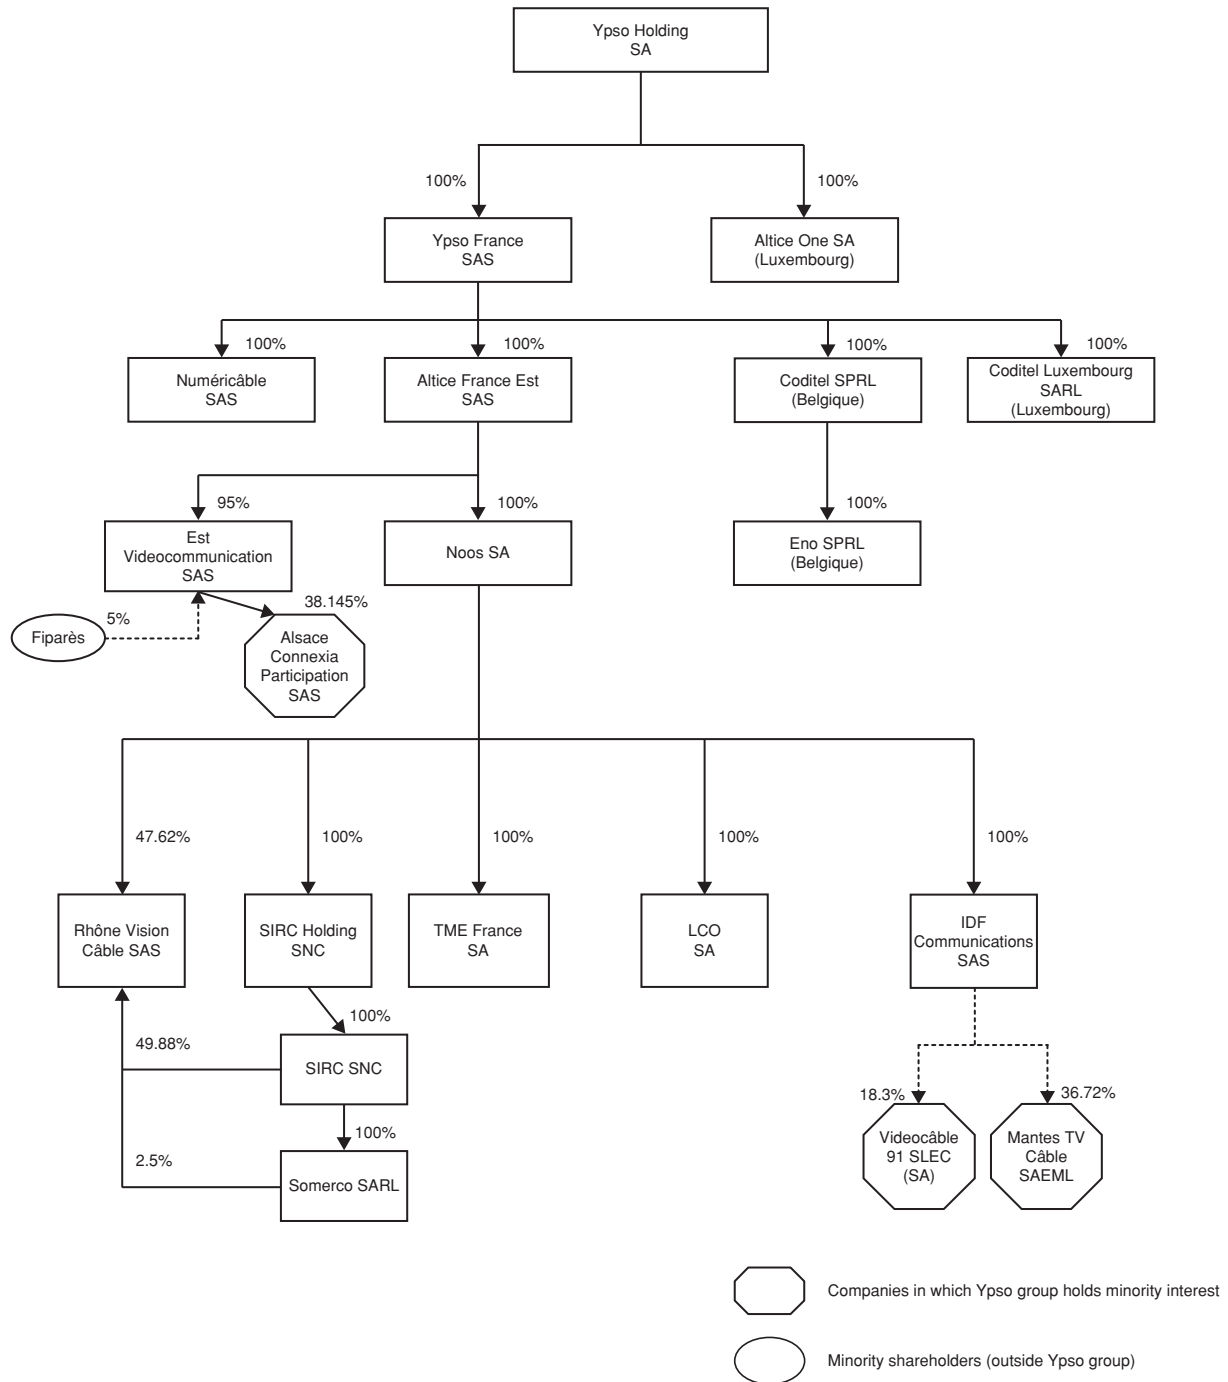 Ypso Holding
SA
100%
100%
Ypso France
SAS
Altice One SA
(Luxembourg)
100%
100%
100%
100%
Numéricâble
SAS
Altice France Est
SAS
Coditel SPRL
(Belgique)
Coditel Luxembourg
SARL
(Luxembourg)
95%
100%
100%
Est
Videocommunication
SAS
Noos SA
Eno SPRL
(Belgique)
38.145%
5%
Fiparès
Alsace
Connexia
Participation
SAS
47.62%
100%
100%
100%
100%
Rhône Vision
Câble SAS
SIRC Holding
SNC
TME France
SA
LCO
SA
IDF
Communications
SAS
100%
49.88%
SIRC SNC
18.3%
36.72%
100%
2.5%
Somerco SARL
Videocâble
91 SLEC
(SA)
Mantes TV
Câble
SAEML
Companies in which Ypso group holds minority interest
Minority shareholders (outside Ypso group)